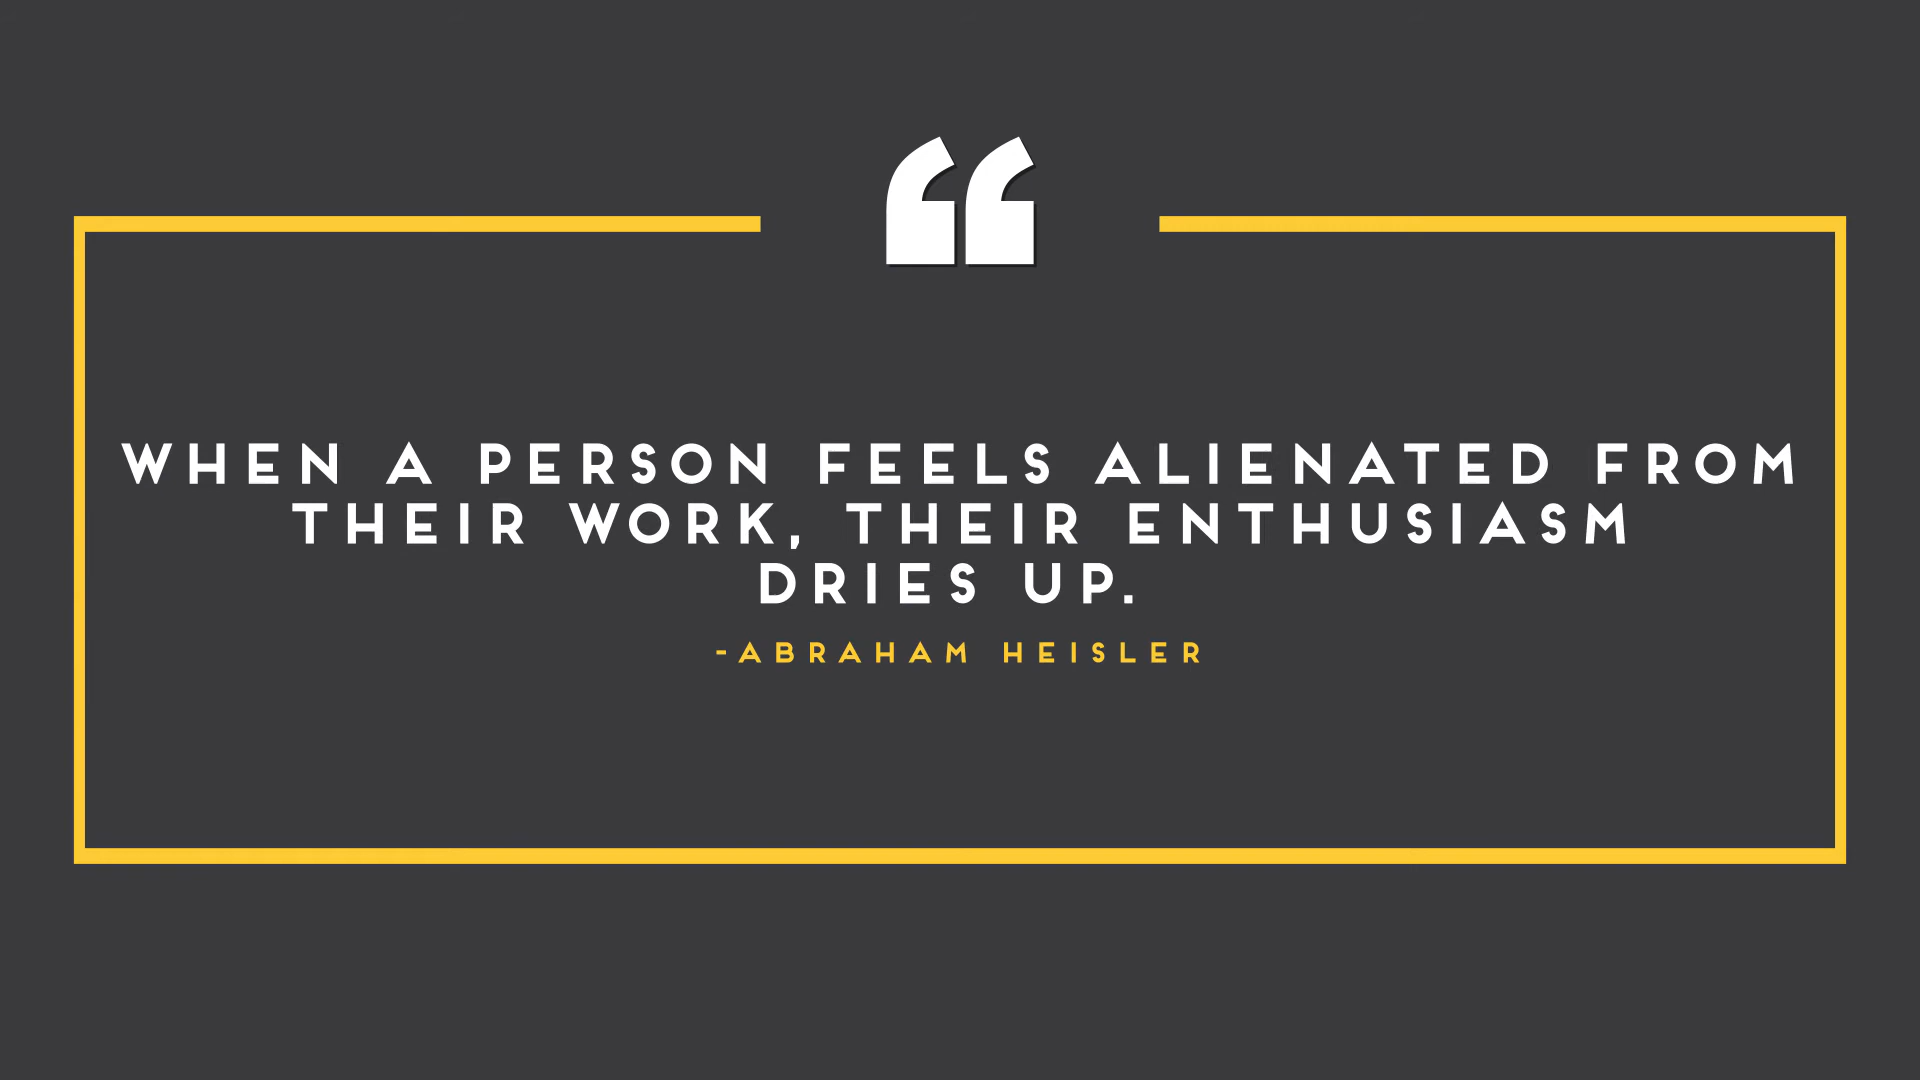 “
WHEN A PERSON FEELS ALIENATED FROM
THEIR WORK, THEIR ENTHUSIASM
DRIES UP.
-ABRAHAM HEISLER